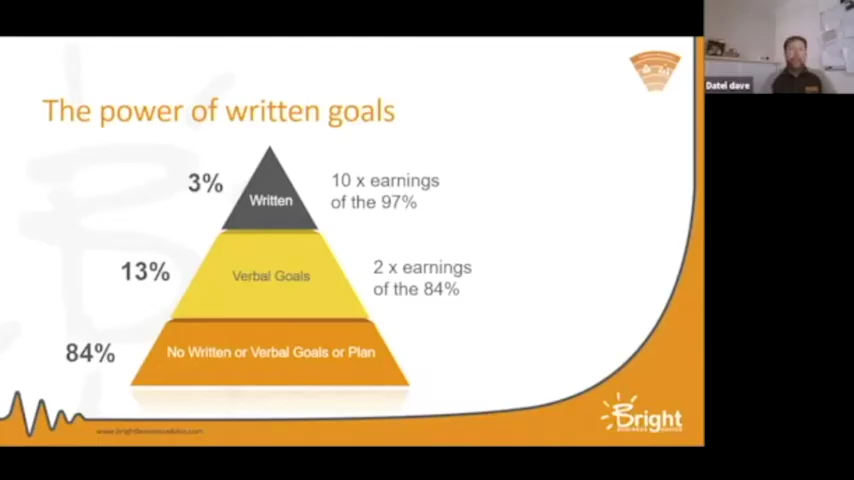 Datel dave
The power of written goals
3%
Written
10 x earnings
of the 97%
13%
Verbal Goals
2 x earnings
of the 84%
84%
No Written or Verbal Goals or Plan
Bright